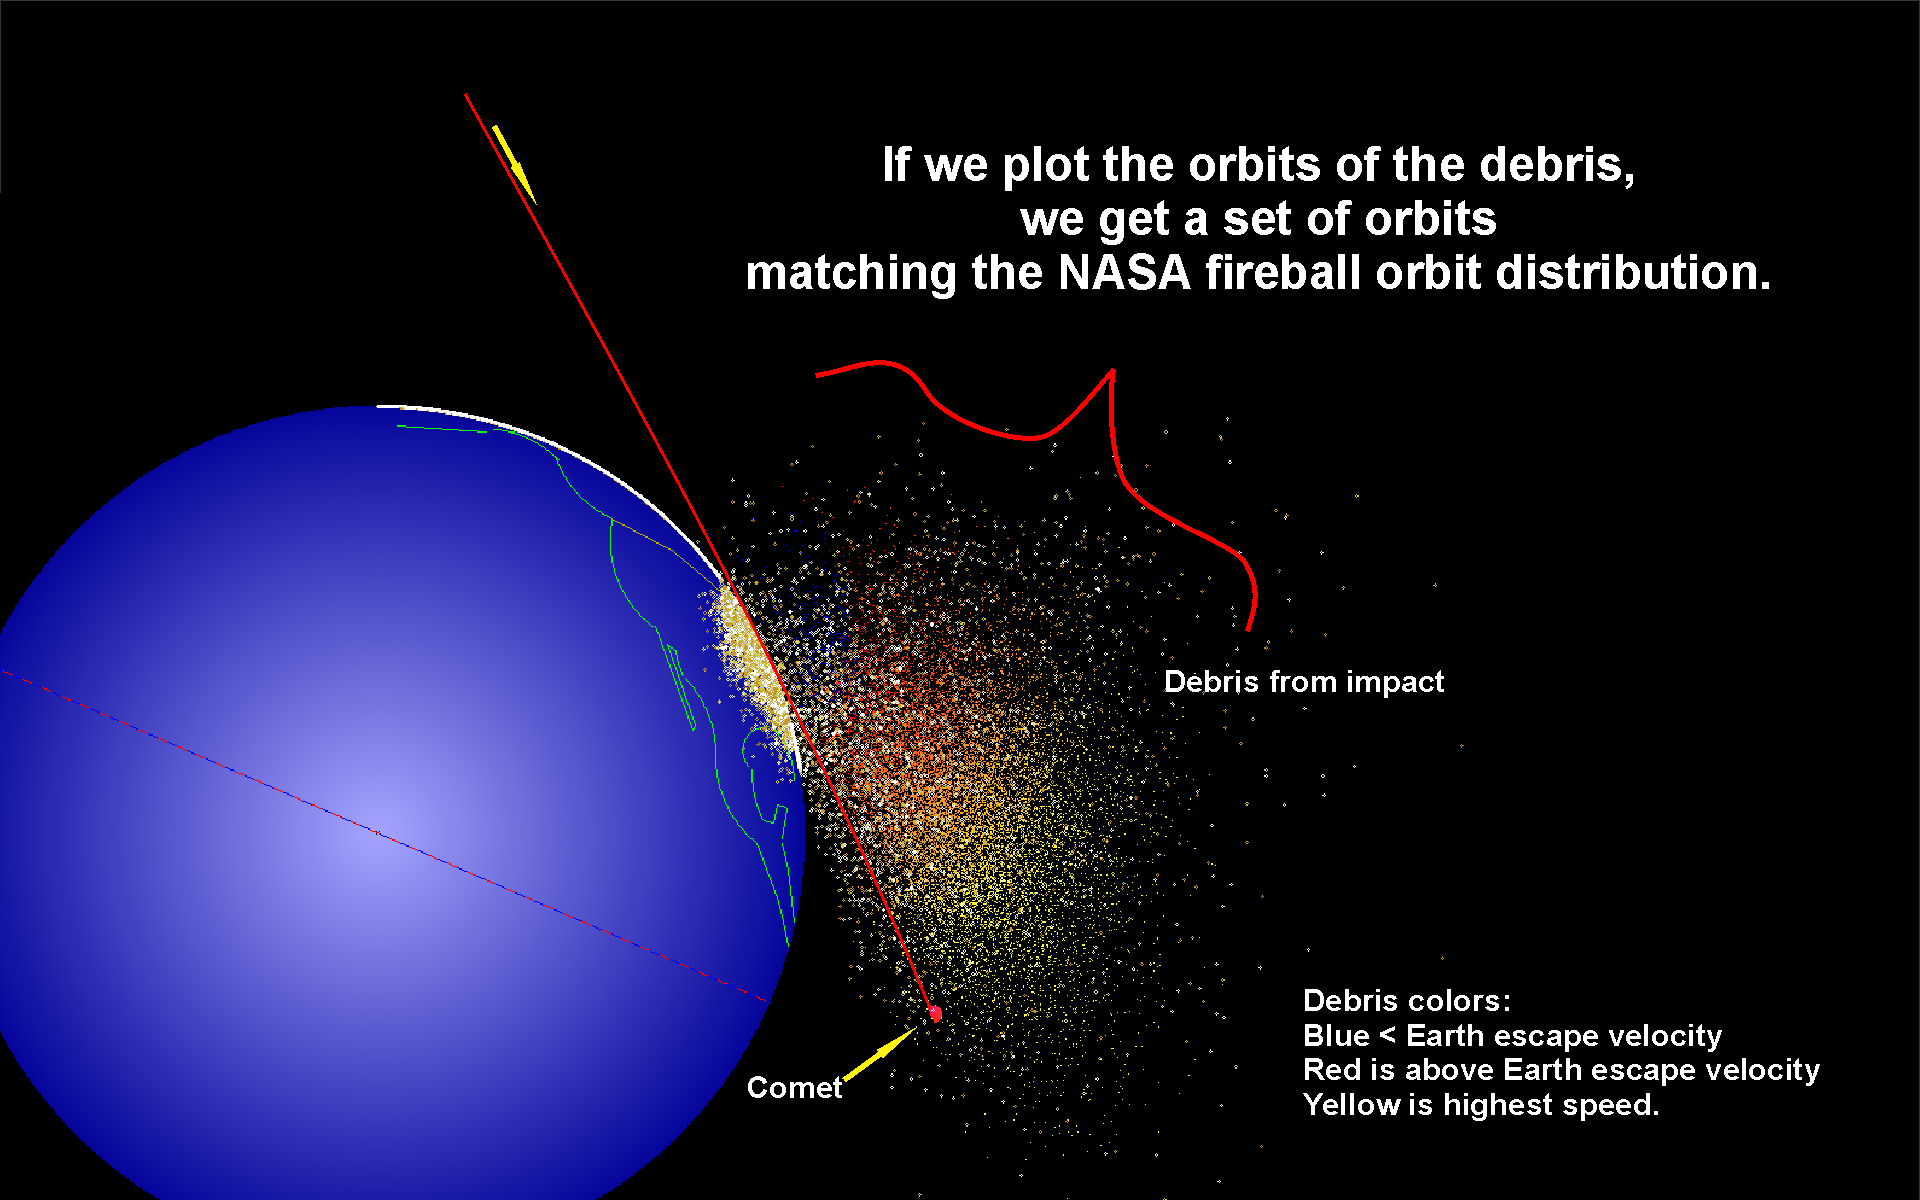 If we plot the orbits of the debris,
we get a set of orbits
matching the NASA fireball orbit distribution.
Debris from impact
Comet
Debris colors:
Blue < Earth escape velocity
Red is above Earth escape velocity
Yellow is highest speed.